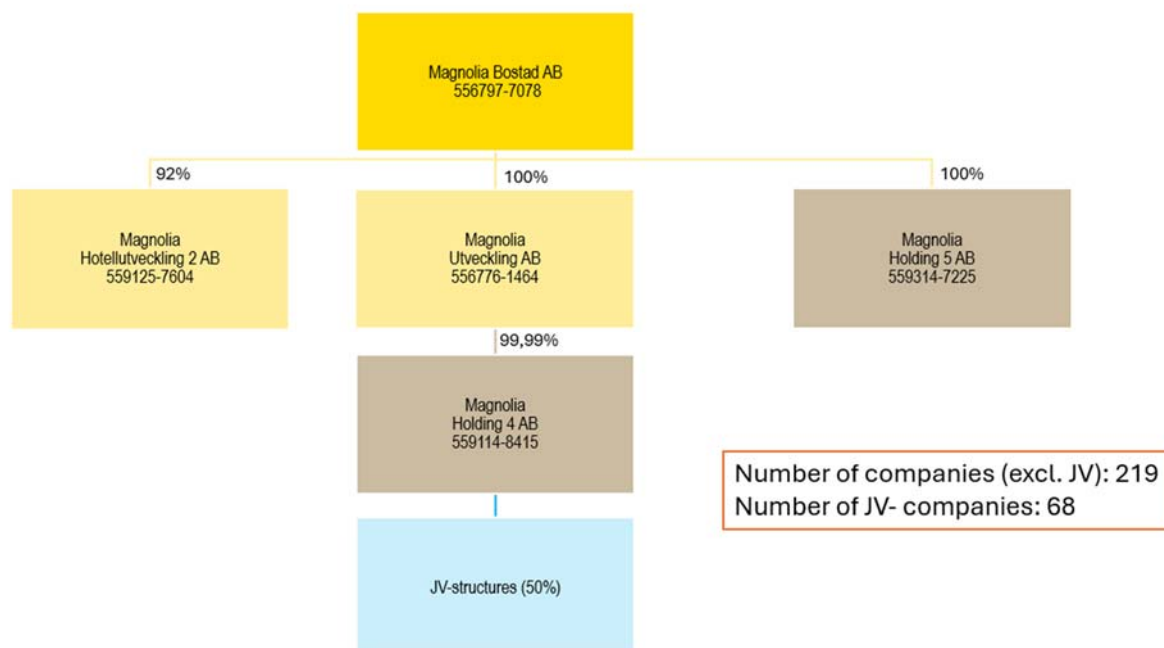 Magnolia Bostad AB
556797-7078
92%
100%
100%
Magnolia
Hotellutveckling 2 AB
559125-7604
Magnolia
Utveckling AB
556776-1464
Magnolia
Holding 5 AB
559314-7225
99,99%
Magnolia
Holding 4 AB
559114-8415
Number of companies (excl. JV): 219
Number of JV- companies: 68
JV-structures (50%)